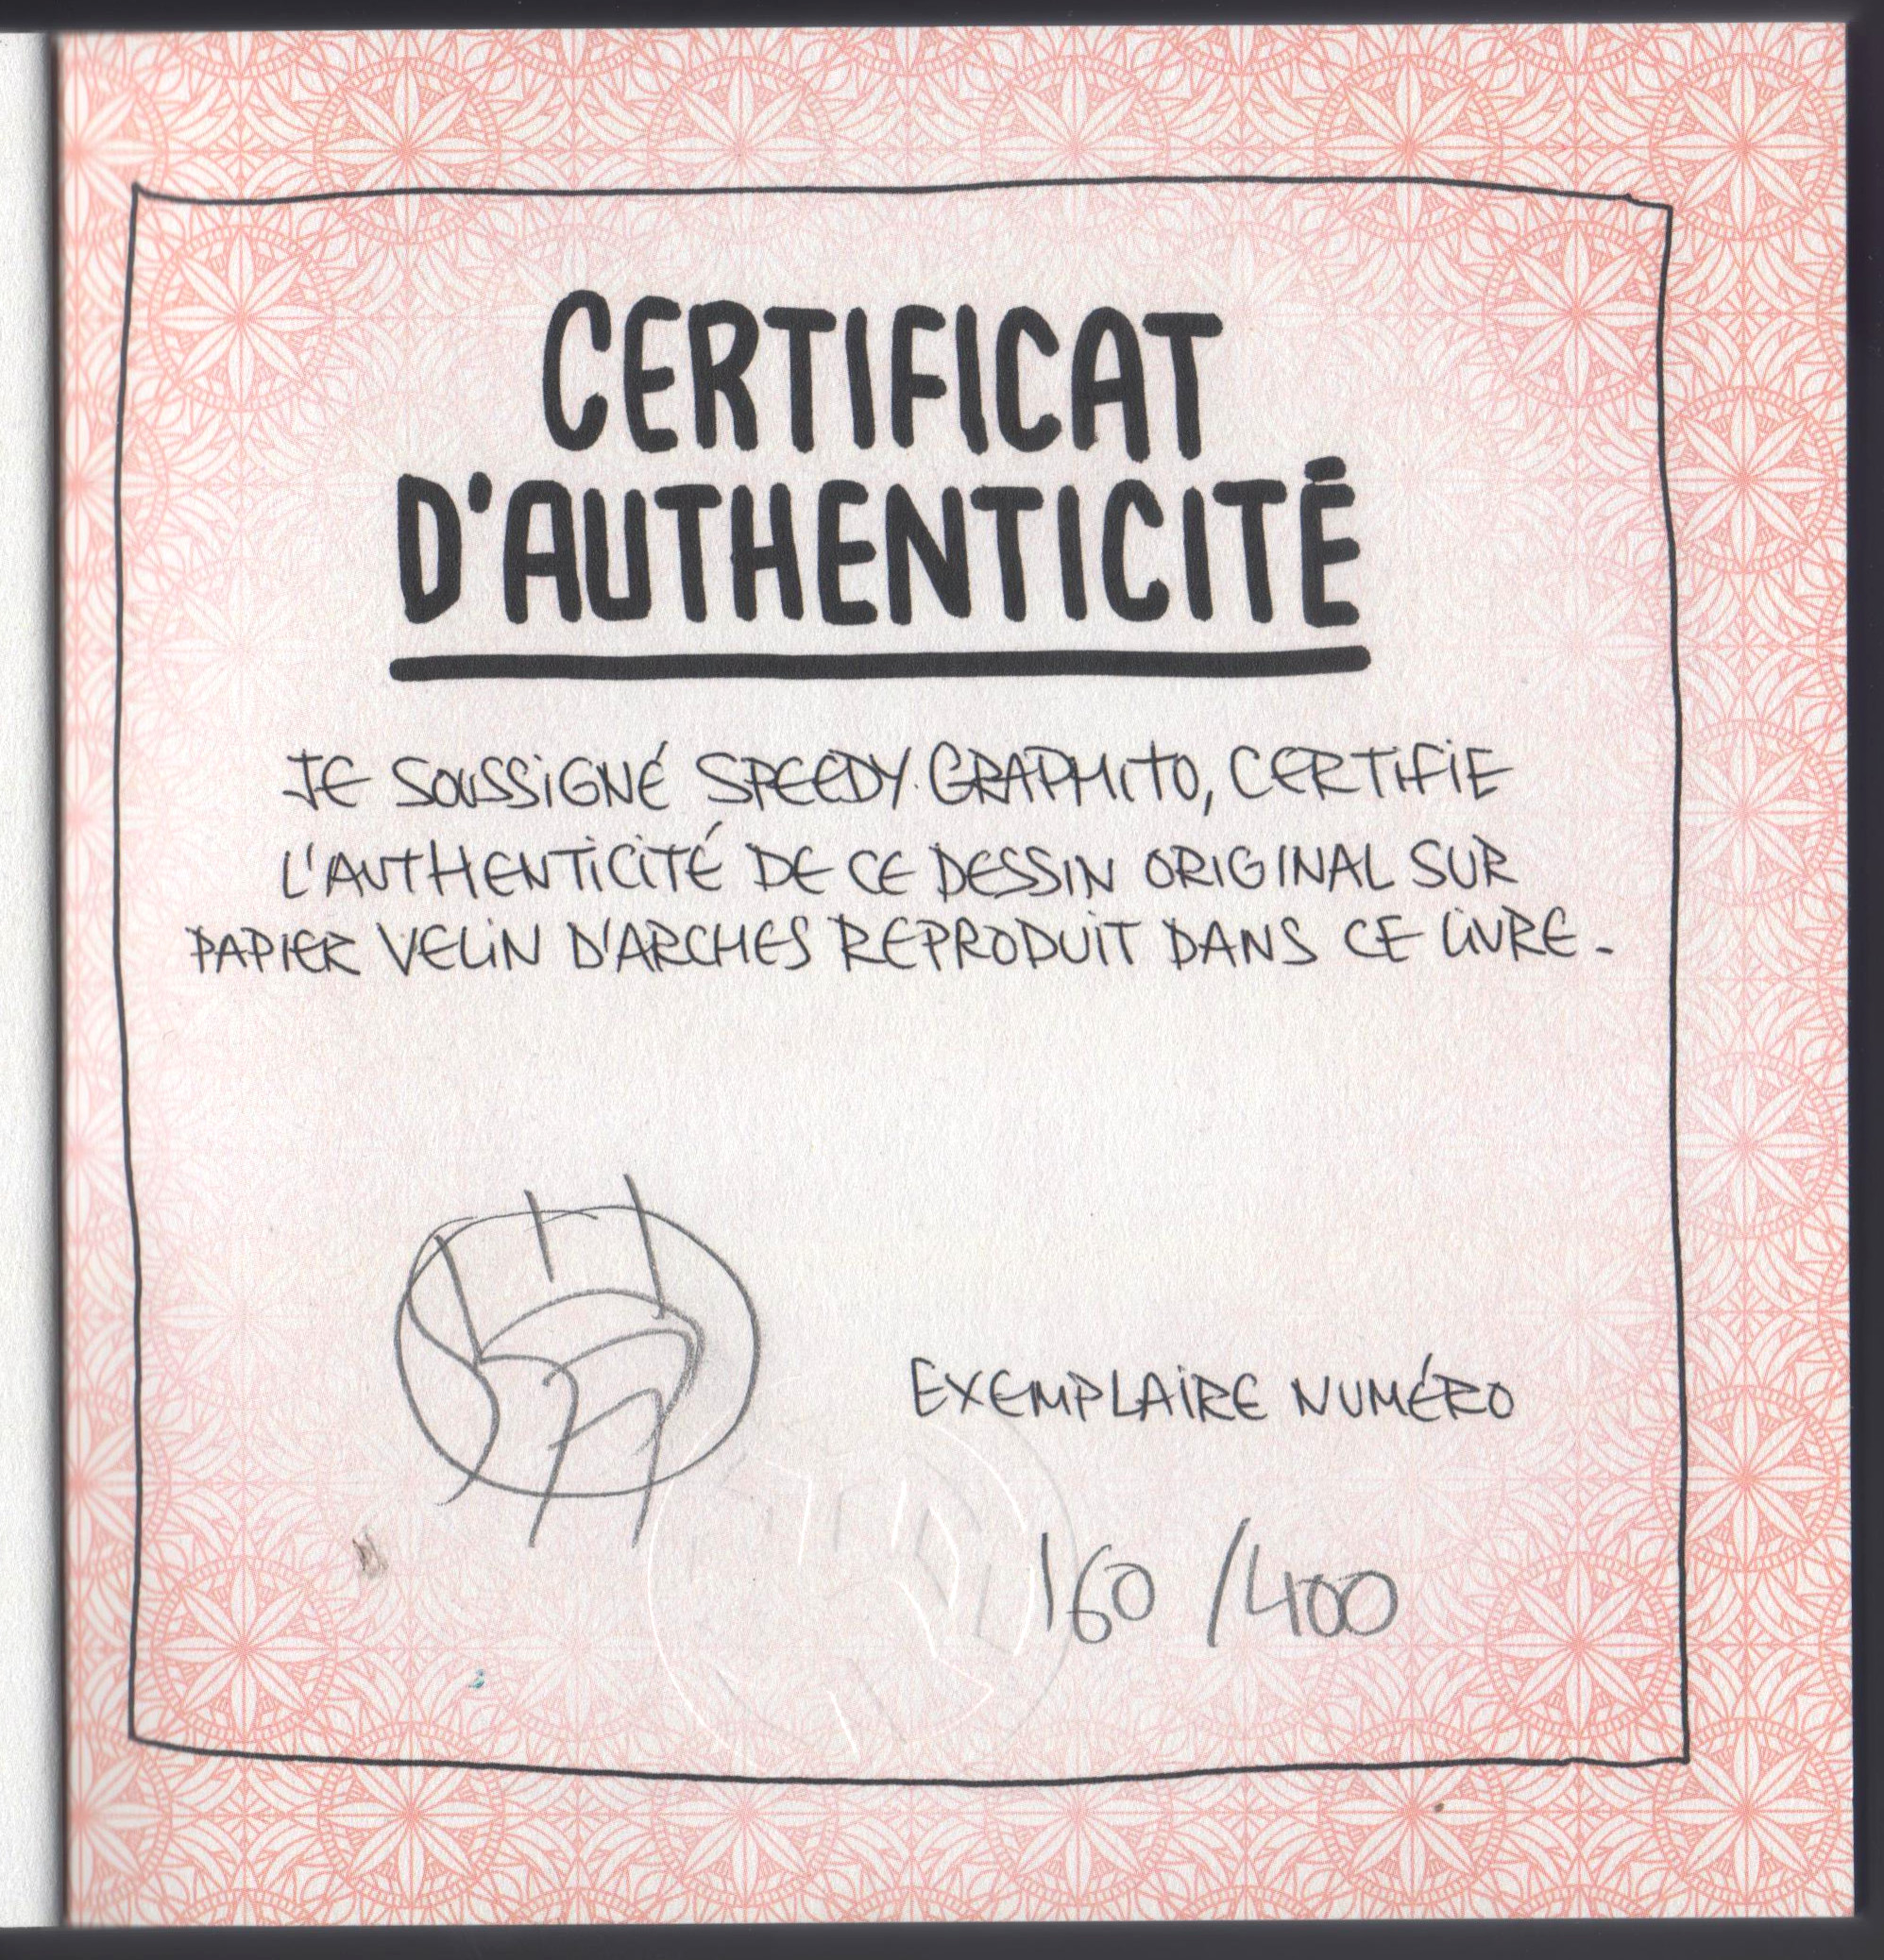 CERTIFICAT
D'AUTHENTICITÉ
JE SOUSSIGNÉ SPEEDY GRAPHITO, CERTIFIE
L'AUTHENTICITÉ DE CE DESSIN ORIGINAL SUR
PAPIER VELIN D'ARCHES REPRODUIT DANS CE LIVRE.
EXEMPLAIRE NUMÉRO
160 /400